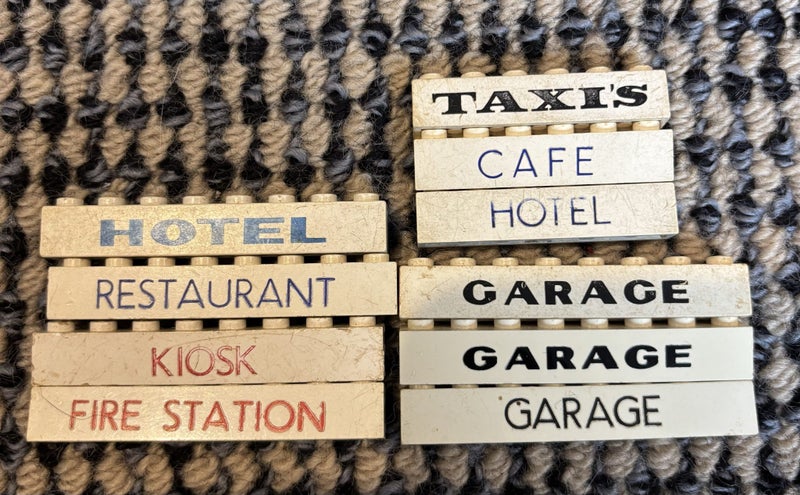 TAXI'S
CAFE
HOTEL
HOTEL
RESTAURANT
KIOSK
FIRE STATION
GARAGE
GARAGE
GARAGE